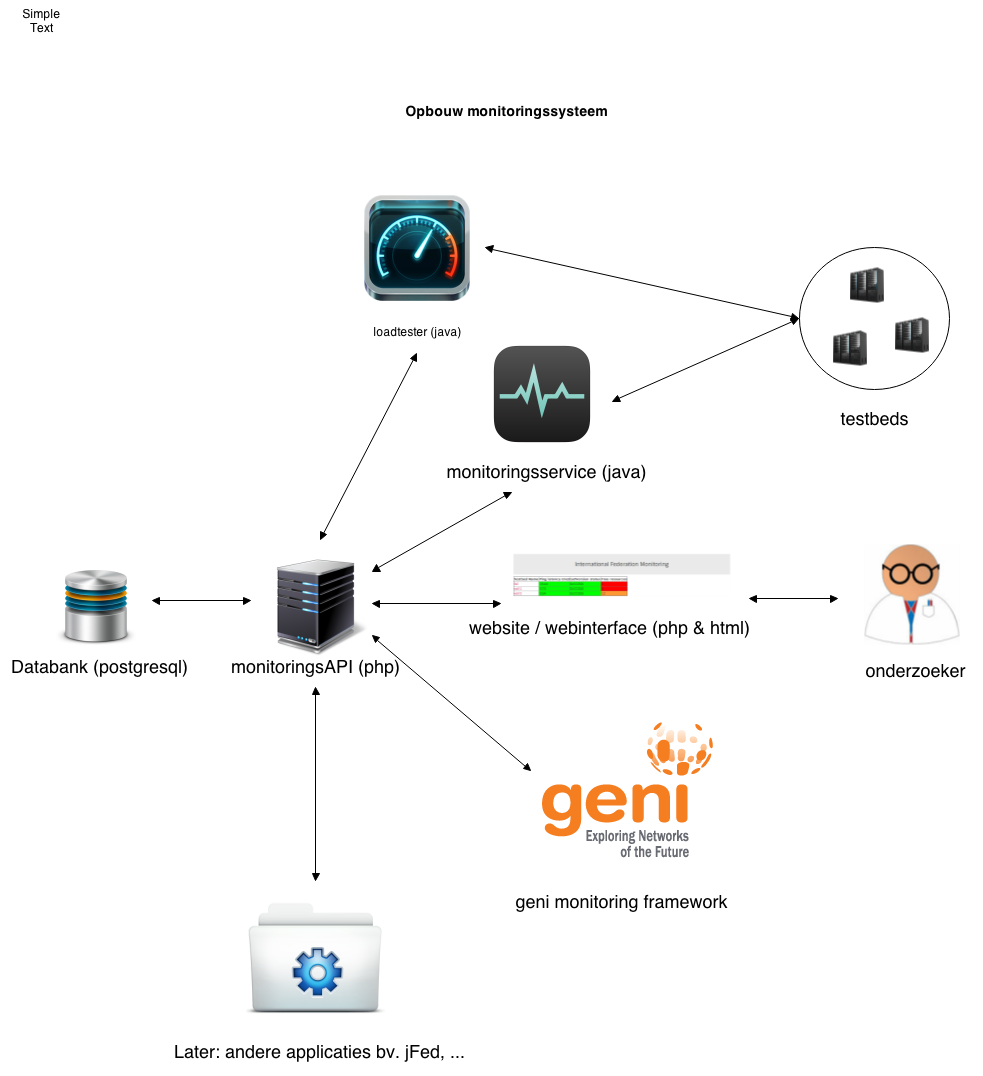 Simple
Text
Opbouw monitoringssysteem
loadtester (java)
testbeds
monitoringsservice (java)
International Federation Monitoring
website / webinterface (php & html)
Databank (postgresql)
monitoringsAPI (php)
onderzoeker
geni
Exploring Networks
of the Future
geni monitoring framework
Later: andere applicaties bv. jFed, ...